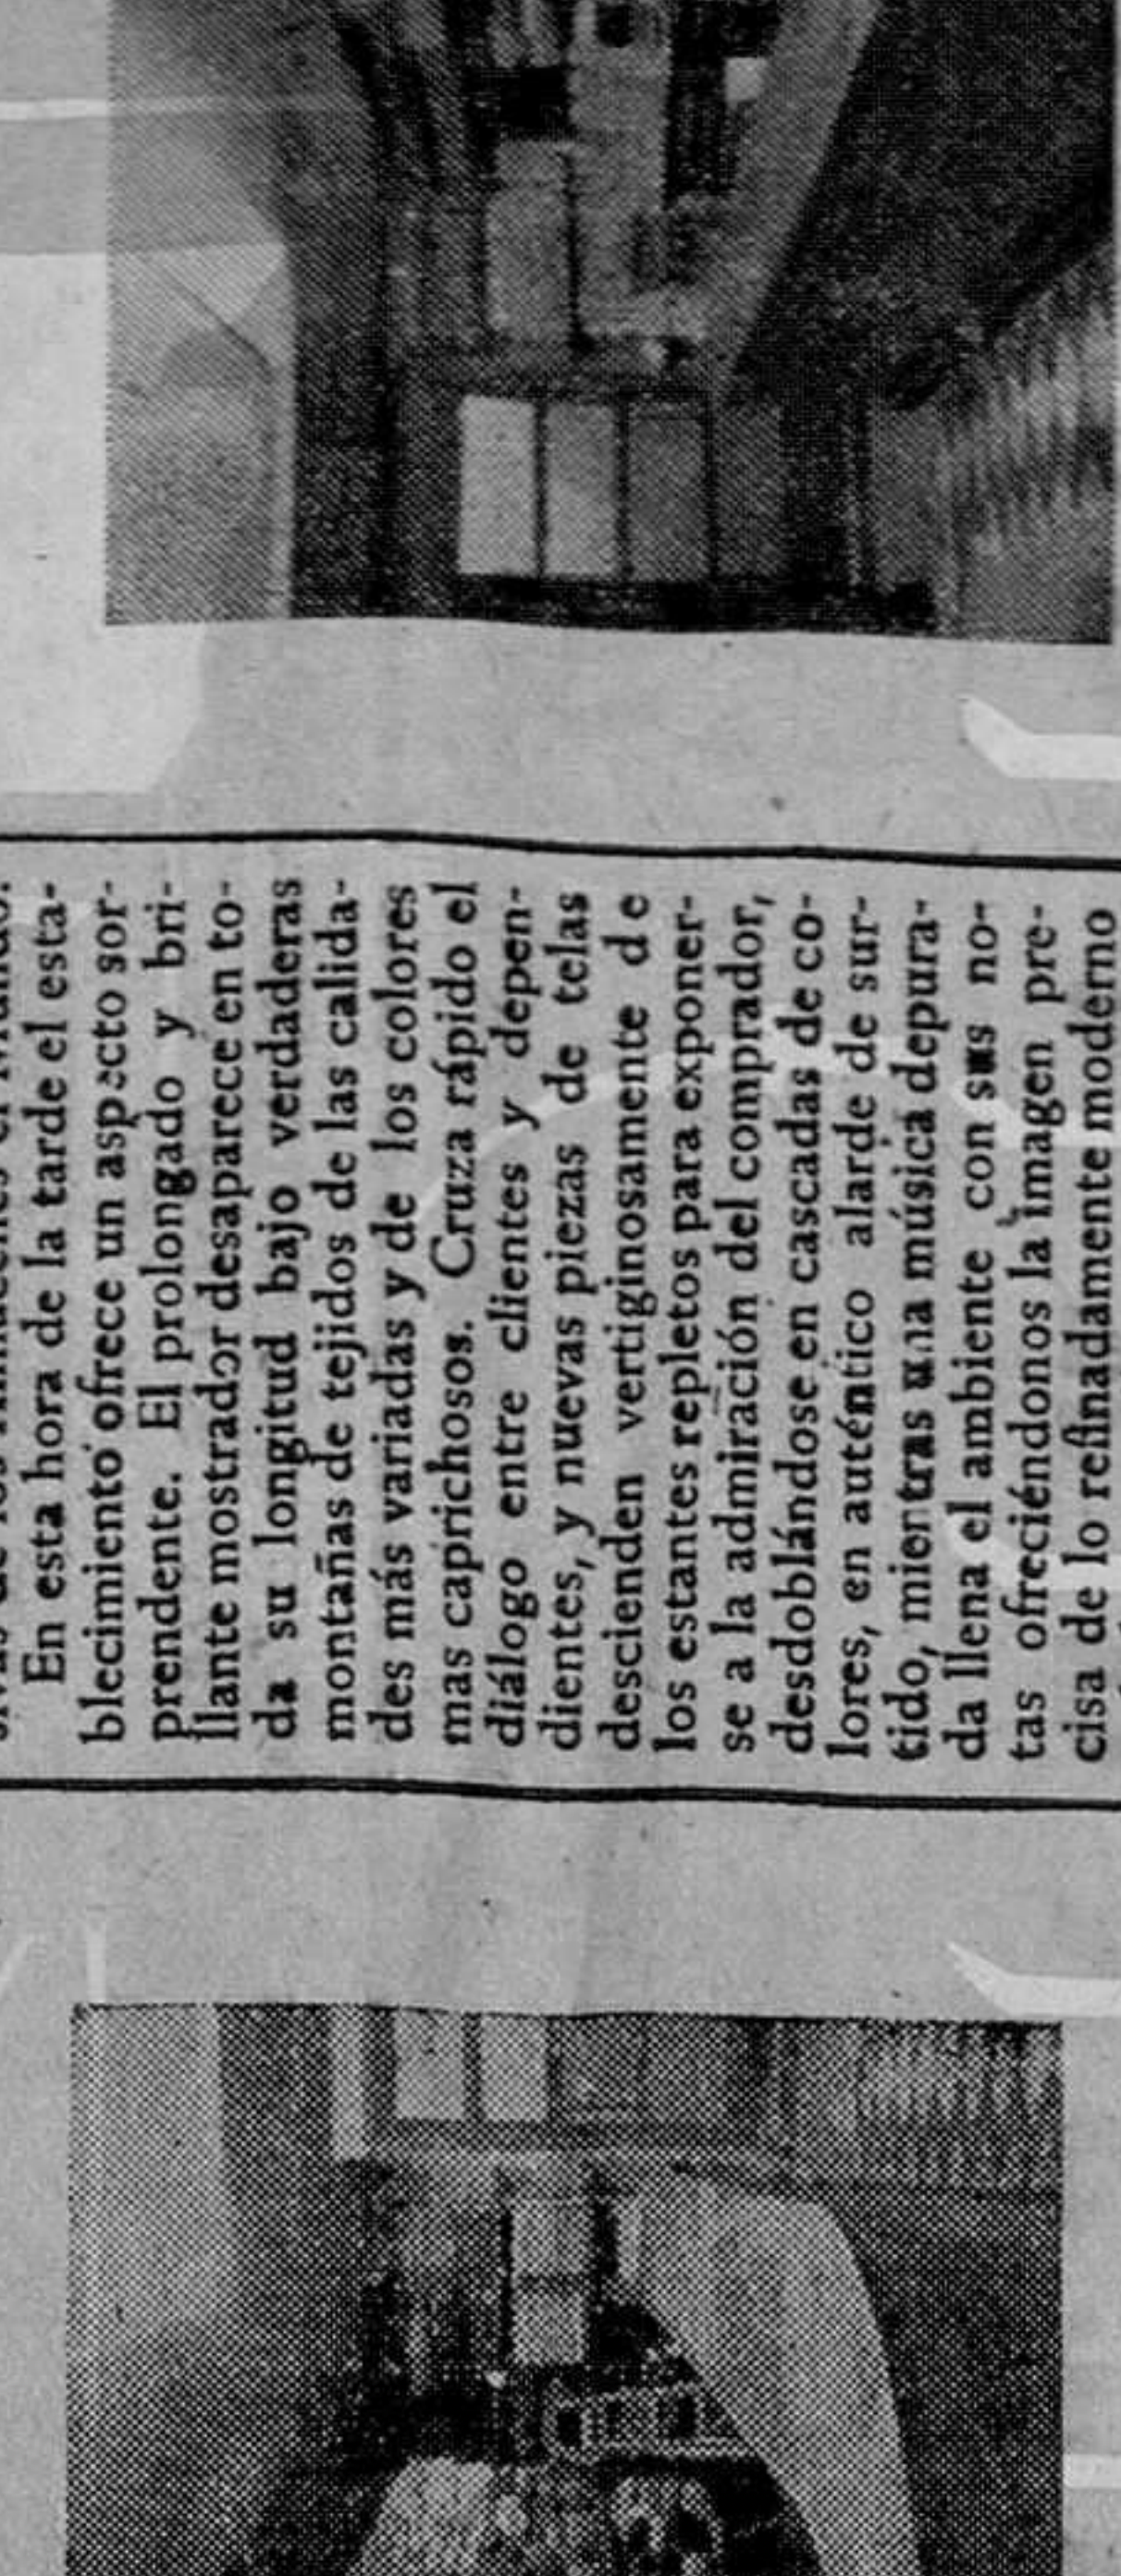 En esta hora de la tarde el esta-
blecimiento ofrece un aspecto sor-
prendente. El prolongado y bri-
llante mostrador desaparece en to-
da su longitud bajo verdaderas
montañas de tejidos de las calida-
des más variadas y de los colores
mas caprichosos. Cruza rápido el
diálogo entre clientes y depen-
dientes, y nuevas piezas de telas
descienden vertiginosamente de
los estantes repletos para exponer-
se a la admiración del comprador,
desdoblándose en cascadas de co-
lores, en auténtico alarde de sur-
tido, mientras una música depura-
da llena el ambiente con sus no-
tas ofreciéndonos la imagen pre-
cisa de lo refinadamente moderno